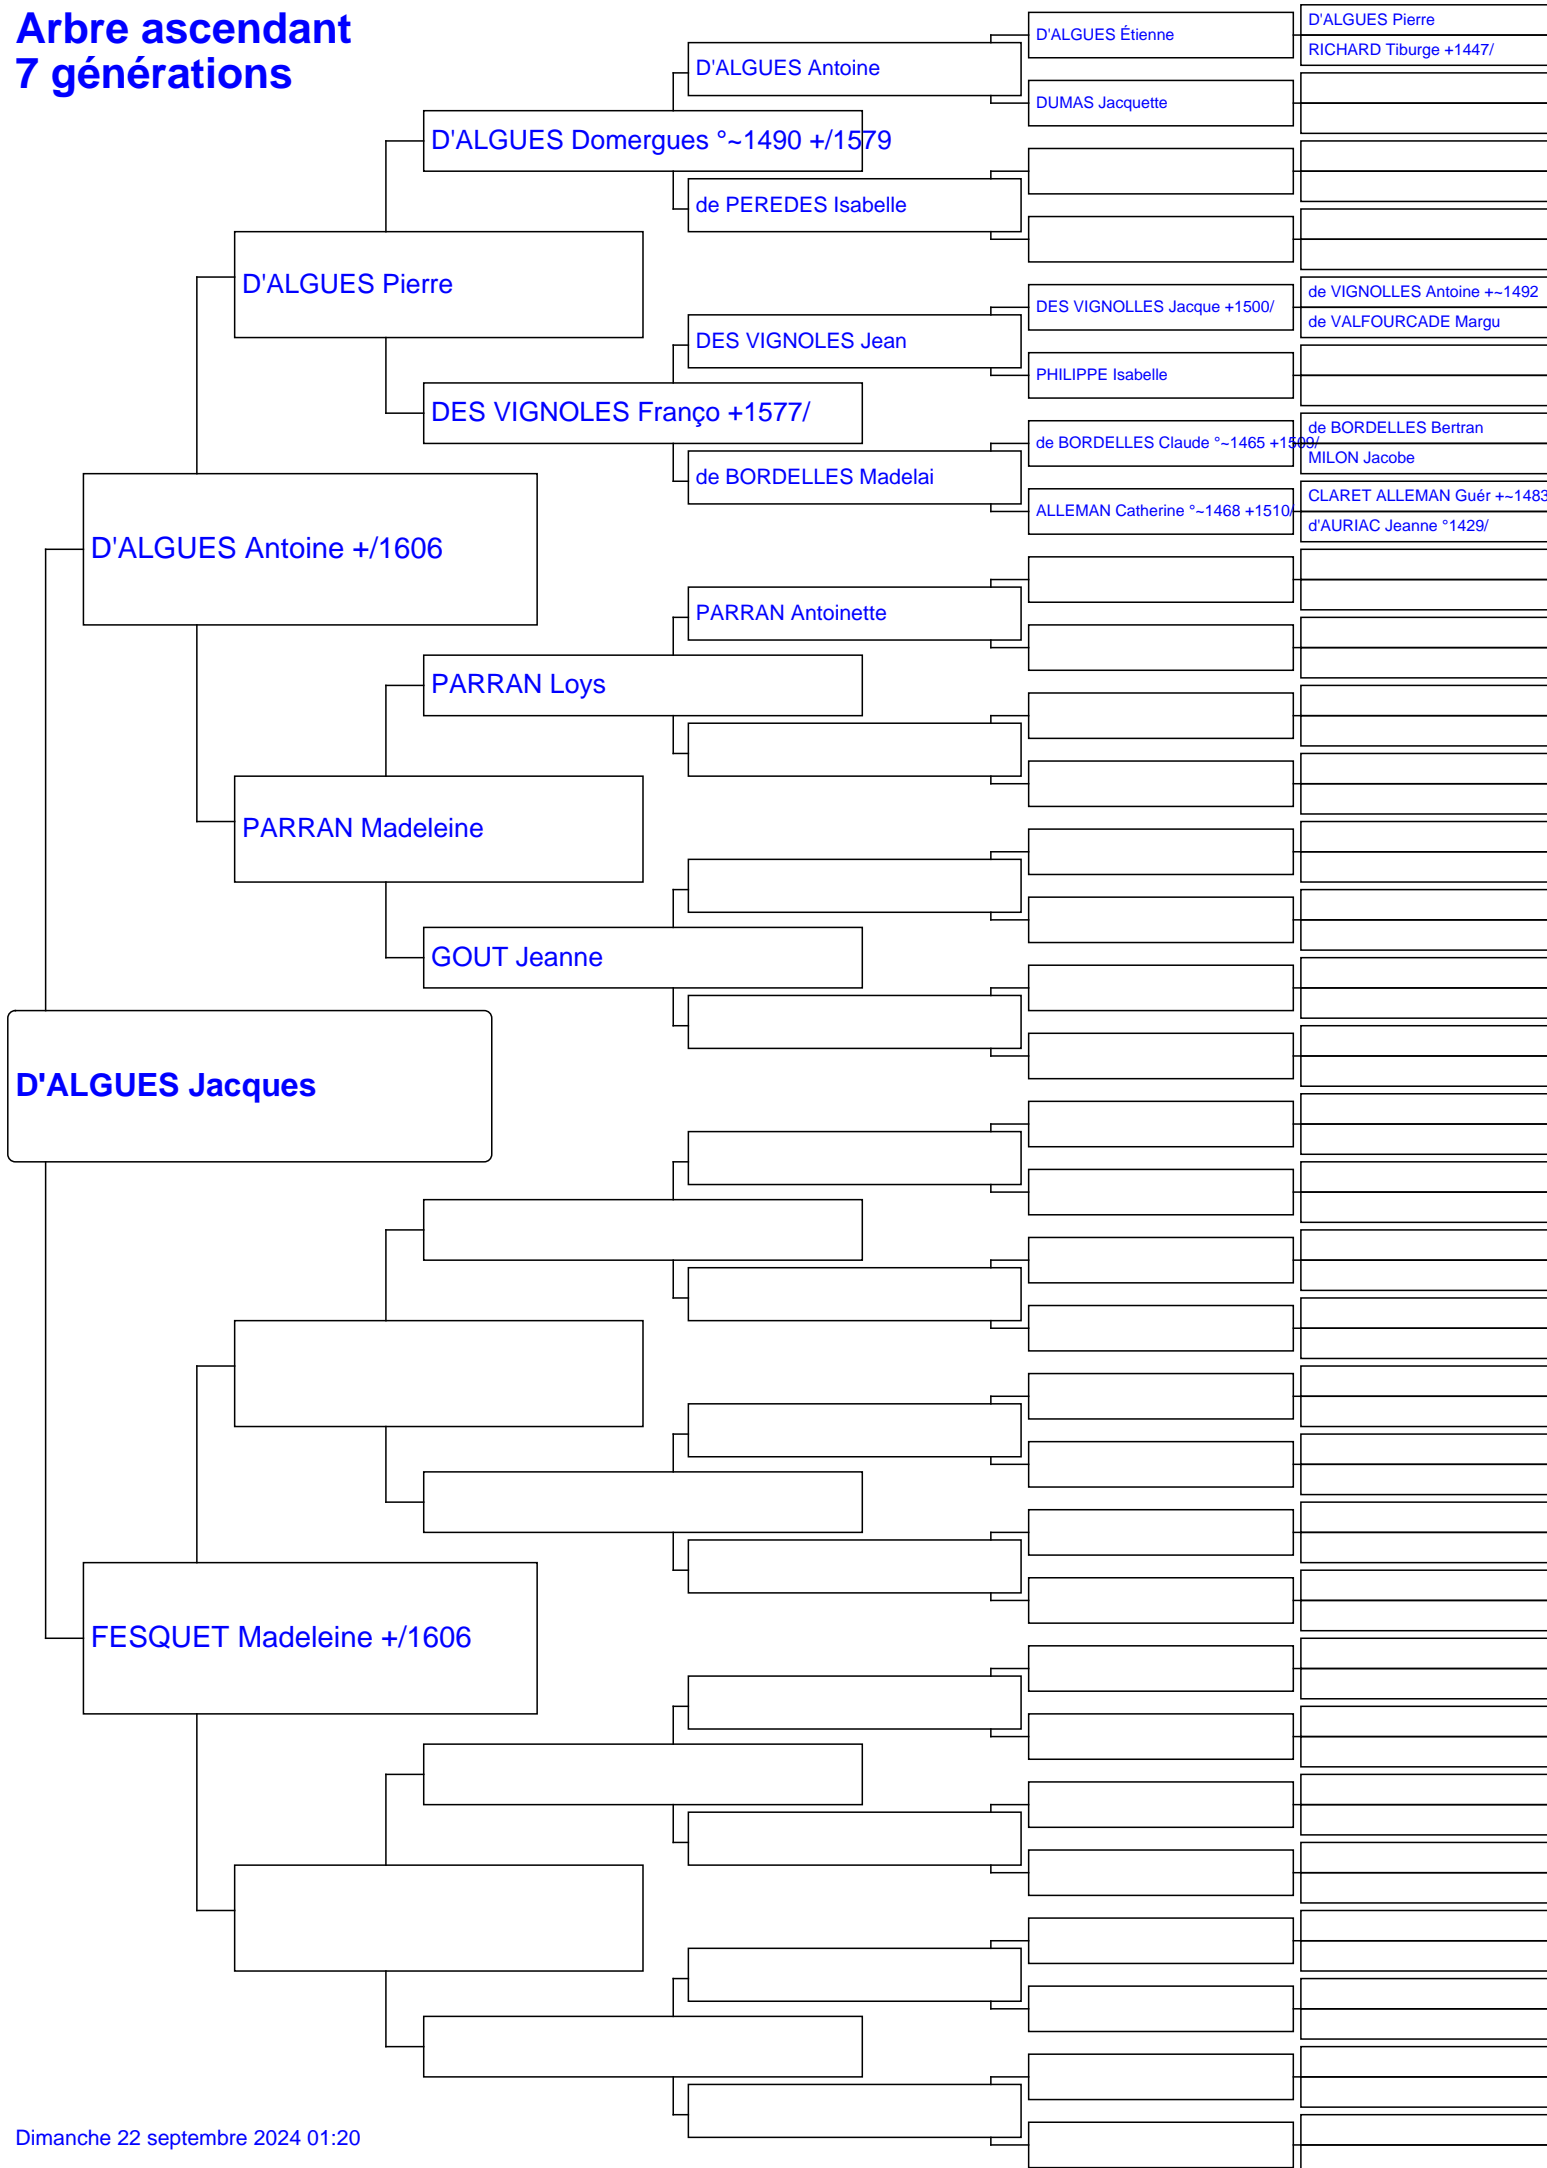 Arbre ascendant
7 générations
D'ALGUES Étienne
D'ALGUES Pierre
RICHARD Tiburge +1447/
D'ALGUES Antoine
DUMAS Jacquette
D'ALGUES Domergues °~1490 +/1579
de PEREDES Isabelle
D'ALGUES Pierre
DES VIGNOLLES Jacque +1500/
de VIGNOLLES Antoine +~1492
de VALFOURCADE Margu
DES VIGNOLES Jean
PHILIPPE Isabelle
DES VIGNOLES Franço +1577/
de BORDELLES Claude °~1465 +1509/
de BORDELLES Bertran
MILON Jacobe
de BORDELLES Madelai
ALLEMAN Catherine °~1468 +1510/
CLARET ALLEMAN Guér +~1483
d'AURIAC Jeanne °1429/
D'ALGUES Antoine +/1606
PARRAN Antoinette
PARRAN Loys
PARRAN Madeleine
GOUT Jeanne
D'ALGUES Jacques
FESQUET Madeleine +/1606
Dimanche 22 septembre 2024 01:20